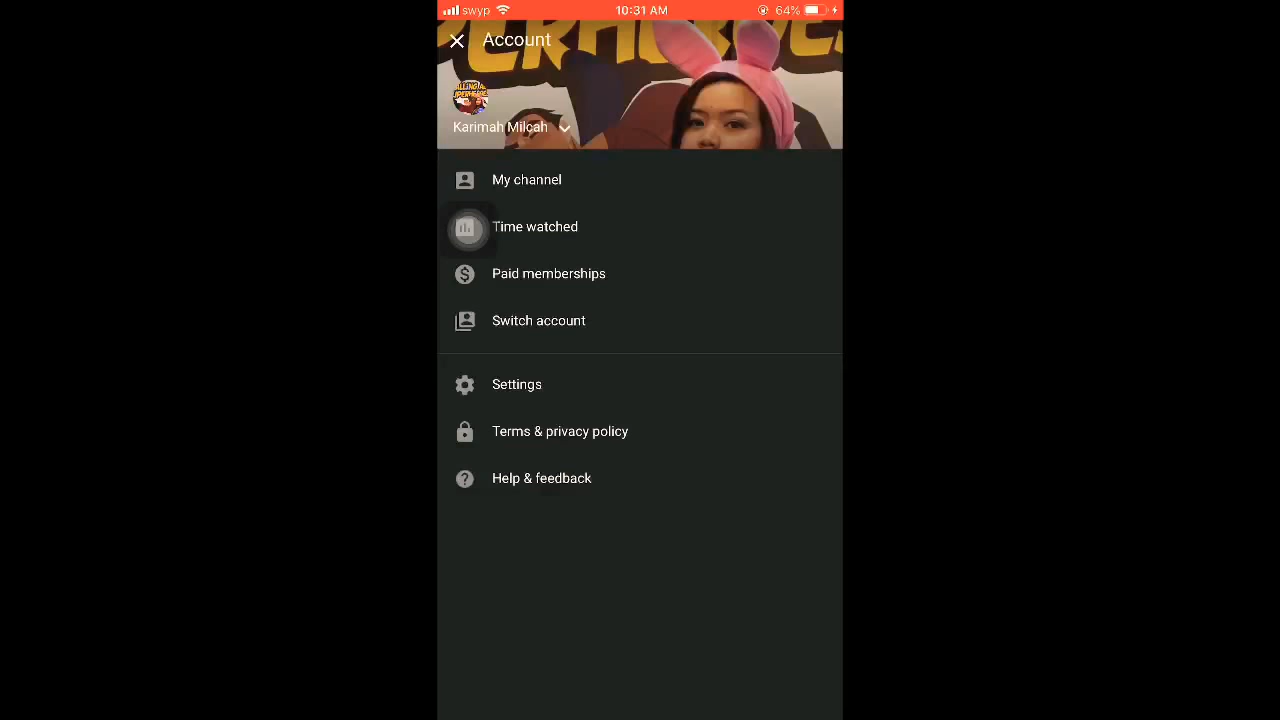 swyp 10:31 AM 64%
Account
Karimah Milcah
My channel
Time watched
Paid memberships
Switch account
Settings
Terms & privacy policy
Help & feedback